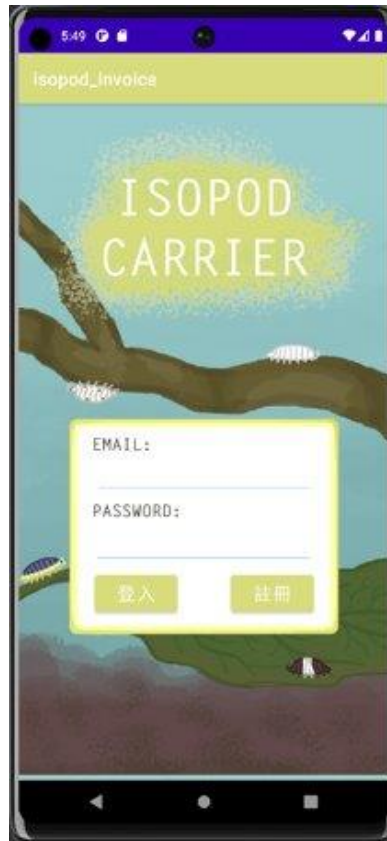 5:49
isopod_invoice
ISOPOD
CARRIER
EMAIL:
PASSWORD:
登入
註冊